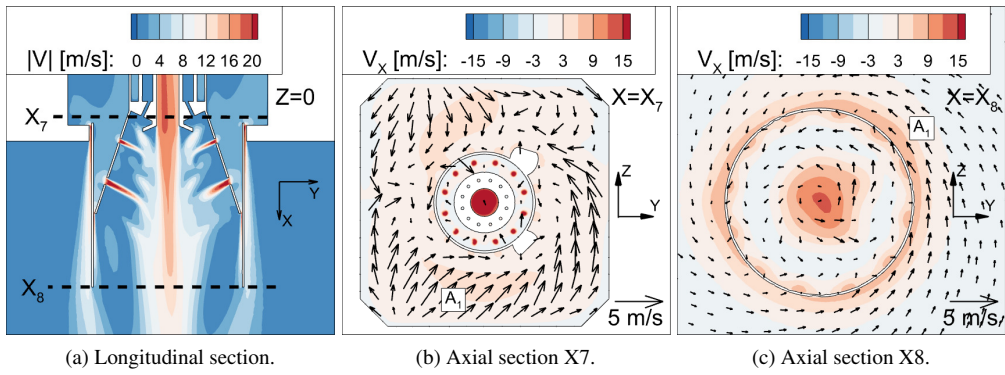 |V| [m/s]: 0 4 8 12 16 20
Z=0
X7
Y
X
X8
(a) Longitudinal section.
VX [m/s]: -15 -9 -3 3 9 15
X=X7
Z
Y
A1
5 m/s
(b) Axial section X7.
VX [m/s]: -15 -9 -3 3 9 15
X=X8
A1
Z
Y
5 m/s
(c) Axial section X8.